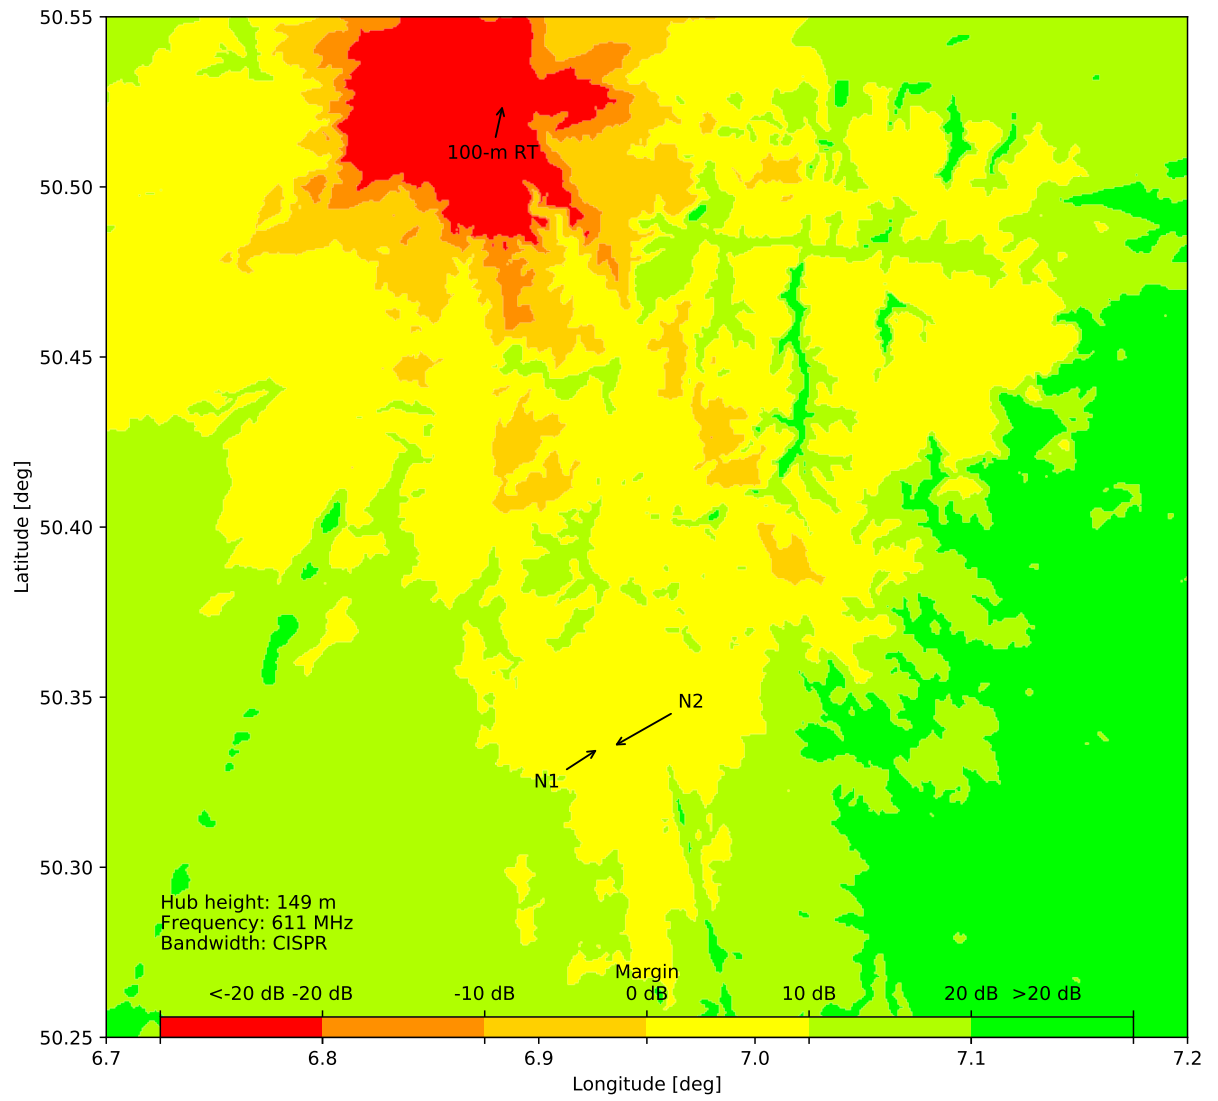 50.55
100-m RT
50.50
50.45
50.40
50.35
N2
N1
50.30
Hub height: 149 m
Frequency: 611 MHz
Bandwidth: CISPR
Margin
<-20 dB -20 dB -10 dB 0 dB 10 dB 20 dB >20 dB
50.25
6.7 6.8 6.9 7.0 7.1 7.2
Longitude [deg]
Latitude [deg]